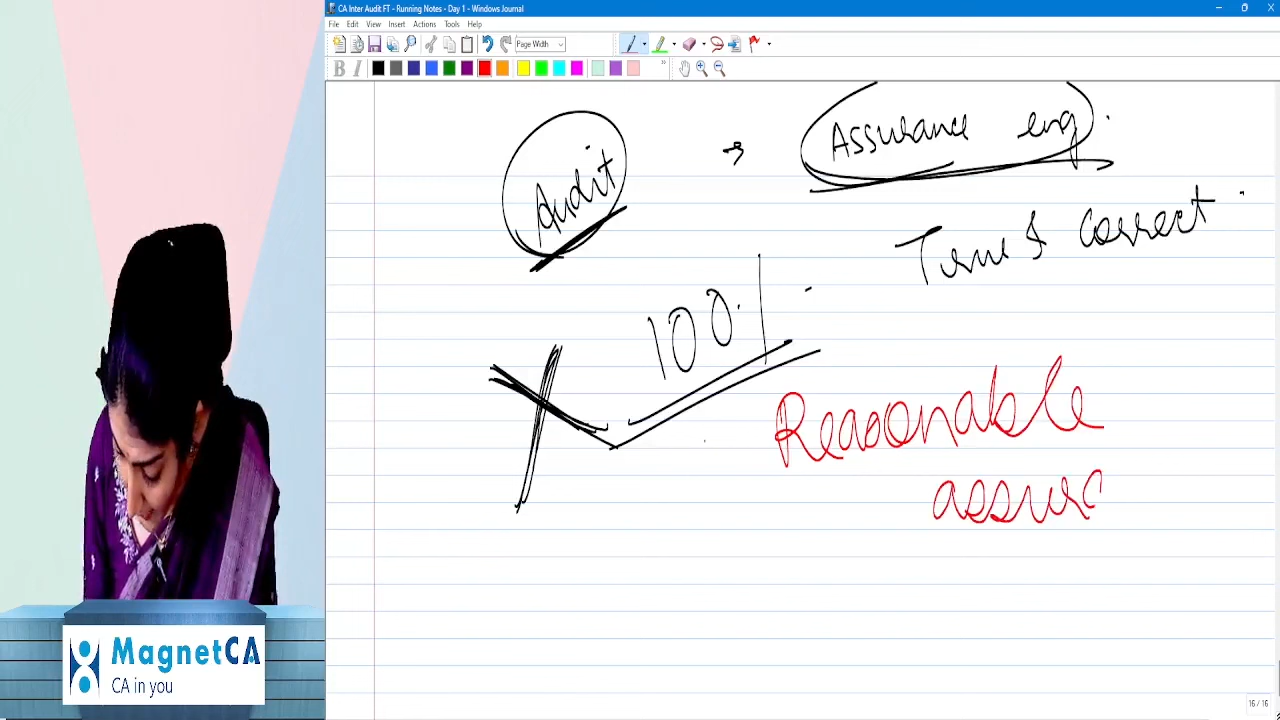 CA Inter Audit FT - Running Notes - Day 1 - Windows Journal
File Edit View Insert Actions Tools Help
Page Width
B I
Audit → Assurance eng.
True & Correct
100%
Reasonable
assura
MagnetCA
CA in you
16 / 16